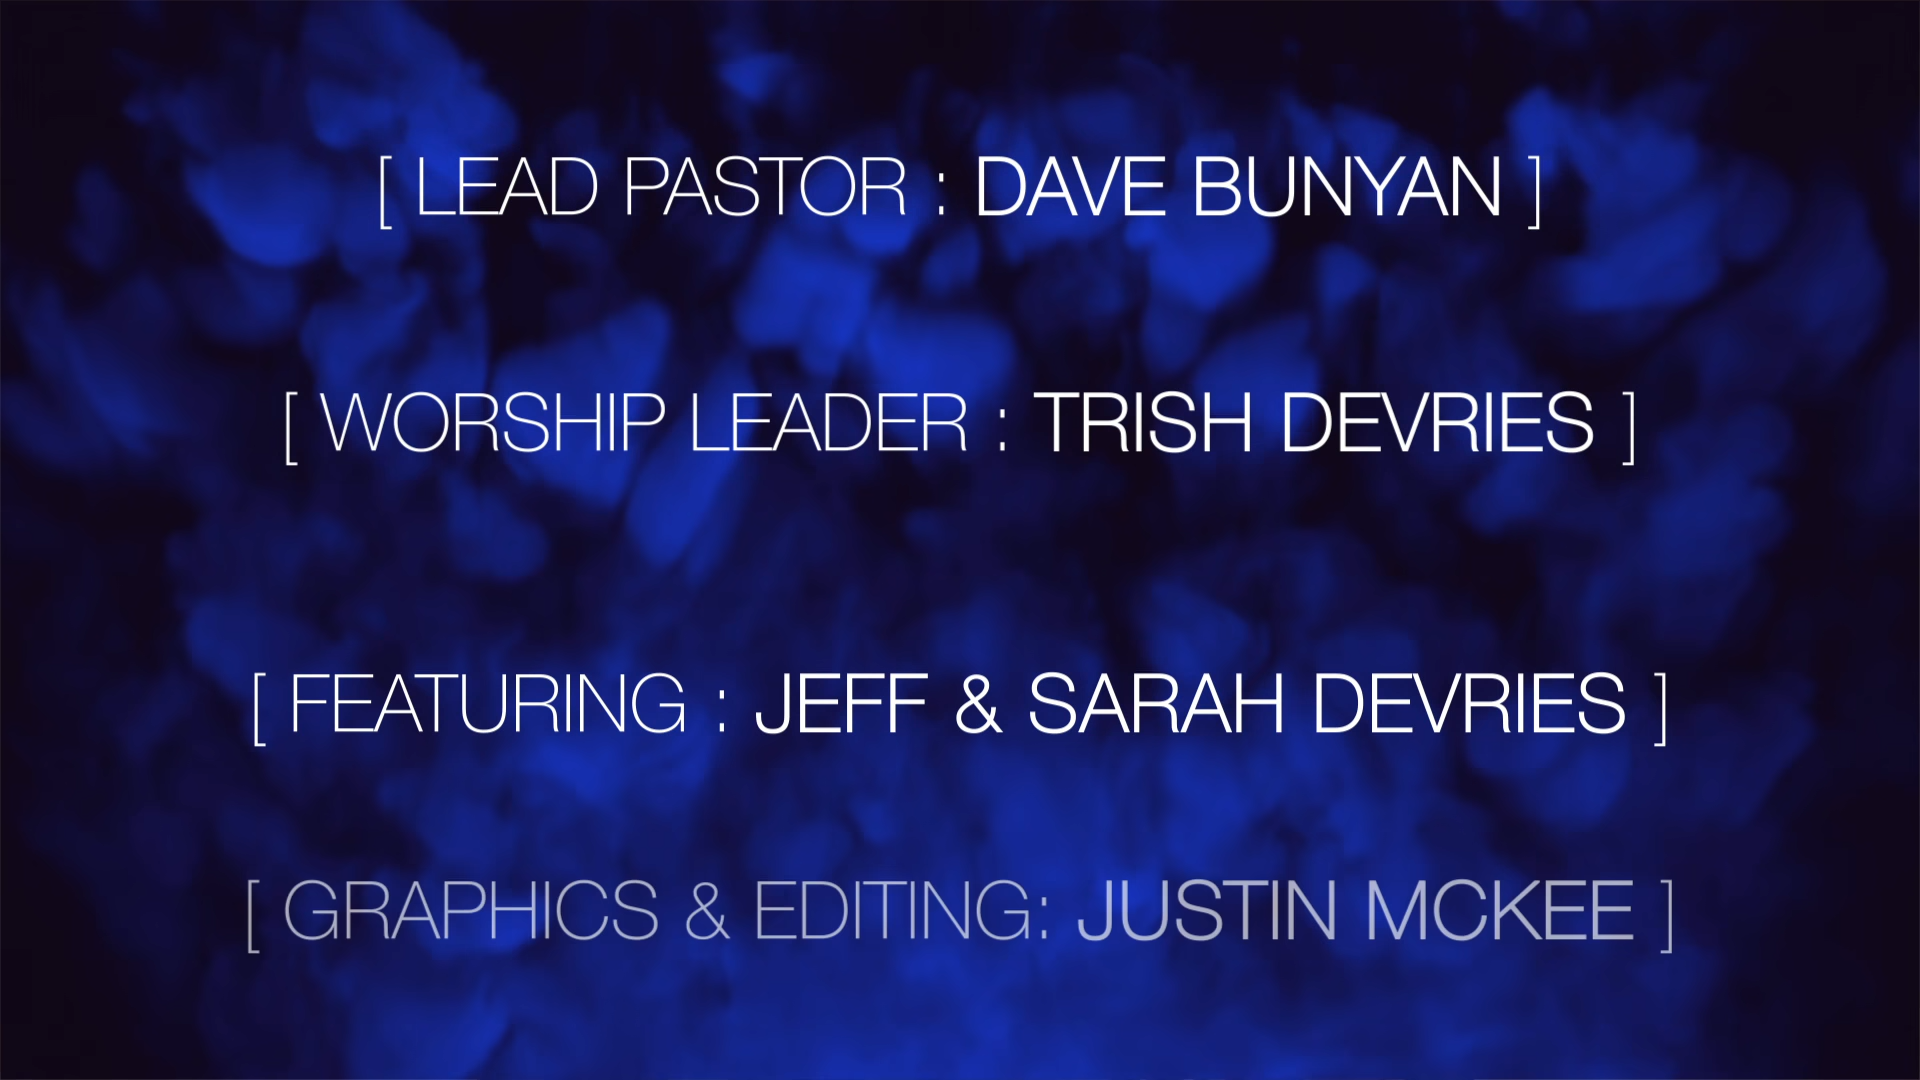 [ LEAD PASTOR : DAVE BUNYAN ]
[ WORSHIP LEADER : TRISH DEVRIES ]
[ FEATURING : JEFF & SARAH DEVRIES ]
[ GRAPHICS & EDITING: JUSTIN MCKEE ]